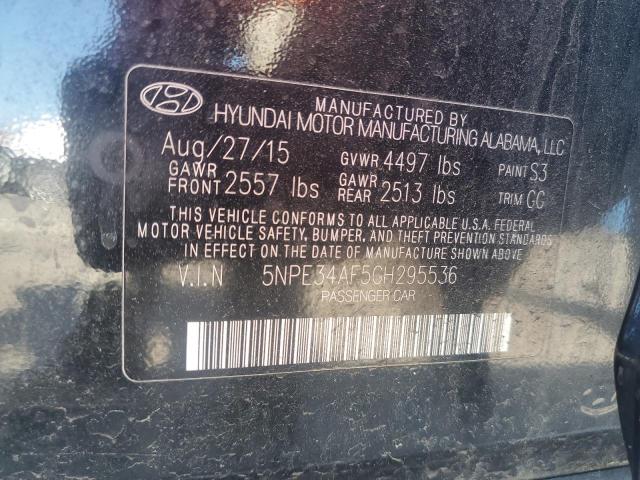 MANUFACTURED BY
HYUNDAI MOTOR MANUFACTURING ALABAMA, LLC
Aug/27/15 GVWR 4497 lbs PAINT S3
GAWR FRONT 2557 lbs GAWR REAR 2513 lbs TRIM GG
THIS VEHICLE CONFORMS TO ALL APPLICABLE U.S.A. FEDERAL
MOTOR VEHICLE SAFETY, BUMPER, AND THEFT PREVENTION STANDARDS
IN EFFECT ON THE DATE OF MANUFACTURE SHOWN ABOVE.
V.I.N 5NPE34AF5GH295536
PASSENGER CAR